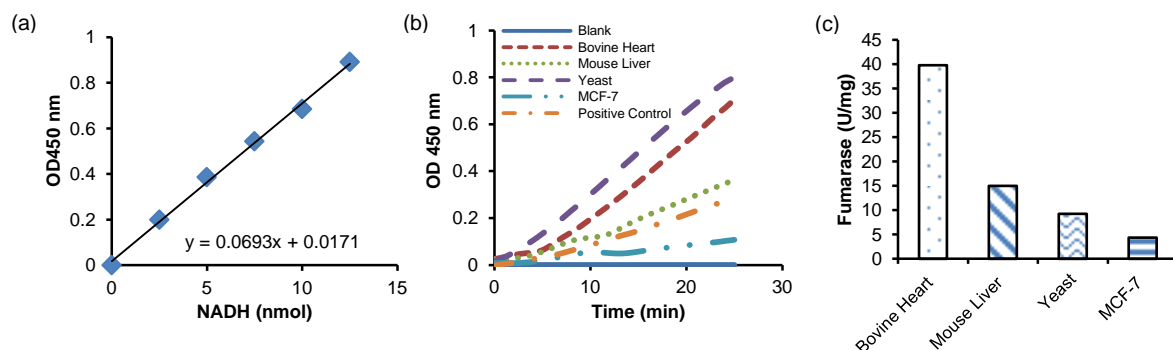 (a)
OD450 nm
1
0.8
0.6
0.4
0.2
0
0
5
10
15
y = 0.0693x + 0.0171
NADH (nmol)
(b)
OD 450 nm
1
0.8
0.6
0.4
0.2
0
0
10
20
30
Time (min)
Blank
Bovine Heart
Mouse Liver
Yeast
MCF-7
Positive Control
(c)
Fumarase (U/mg)
45
40
35
30
25
20
15
10
5
0
Bovine Heart
Mouse Liver
Yeast
MCF-7